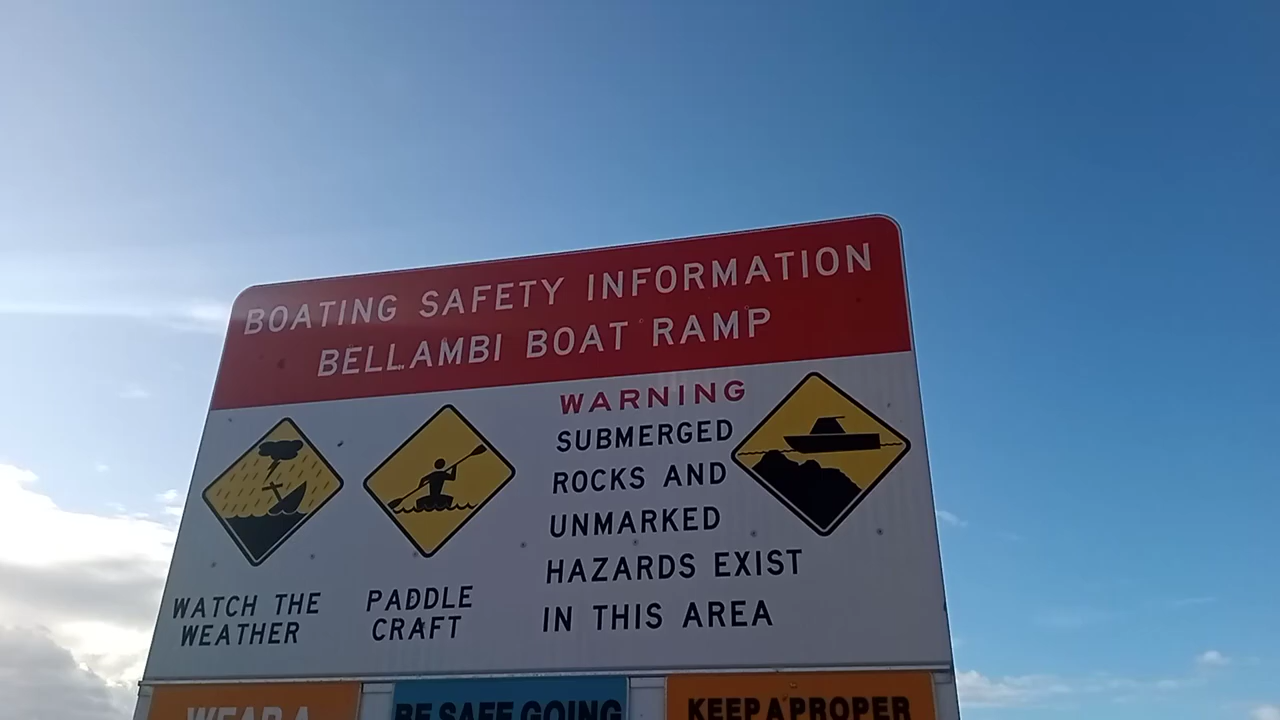 BOATING SAFETY INFORMATION
BELLAMBI BOAT RAMP
WARNING
SUBMERGED
ROCKS AND
UNMARKED
HAZARDS EXIST
IN THIS AREA
WATCH THE
WEATHER
PADDLE
CRAFT
WEAR A
BE SAFE GOING
KEEP A PROPER